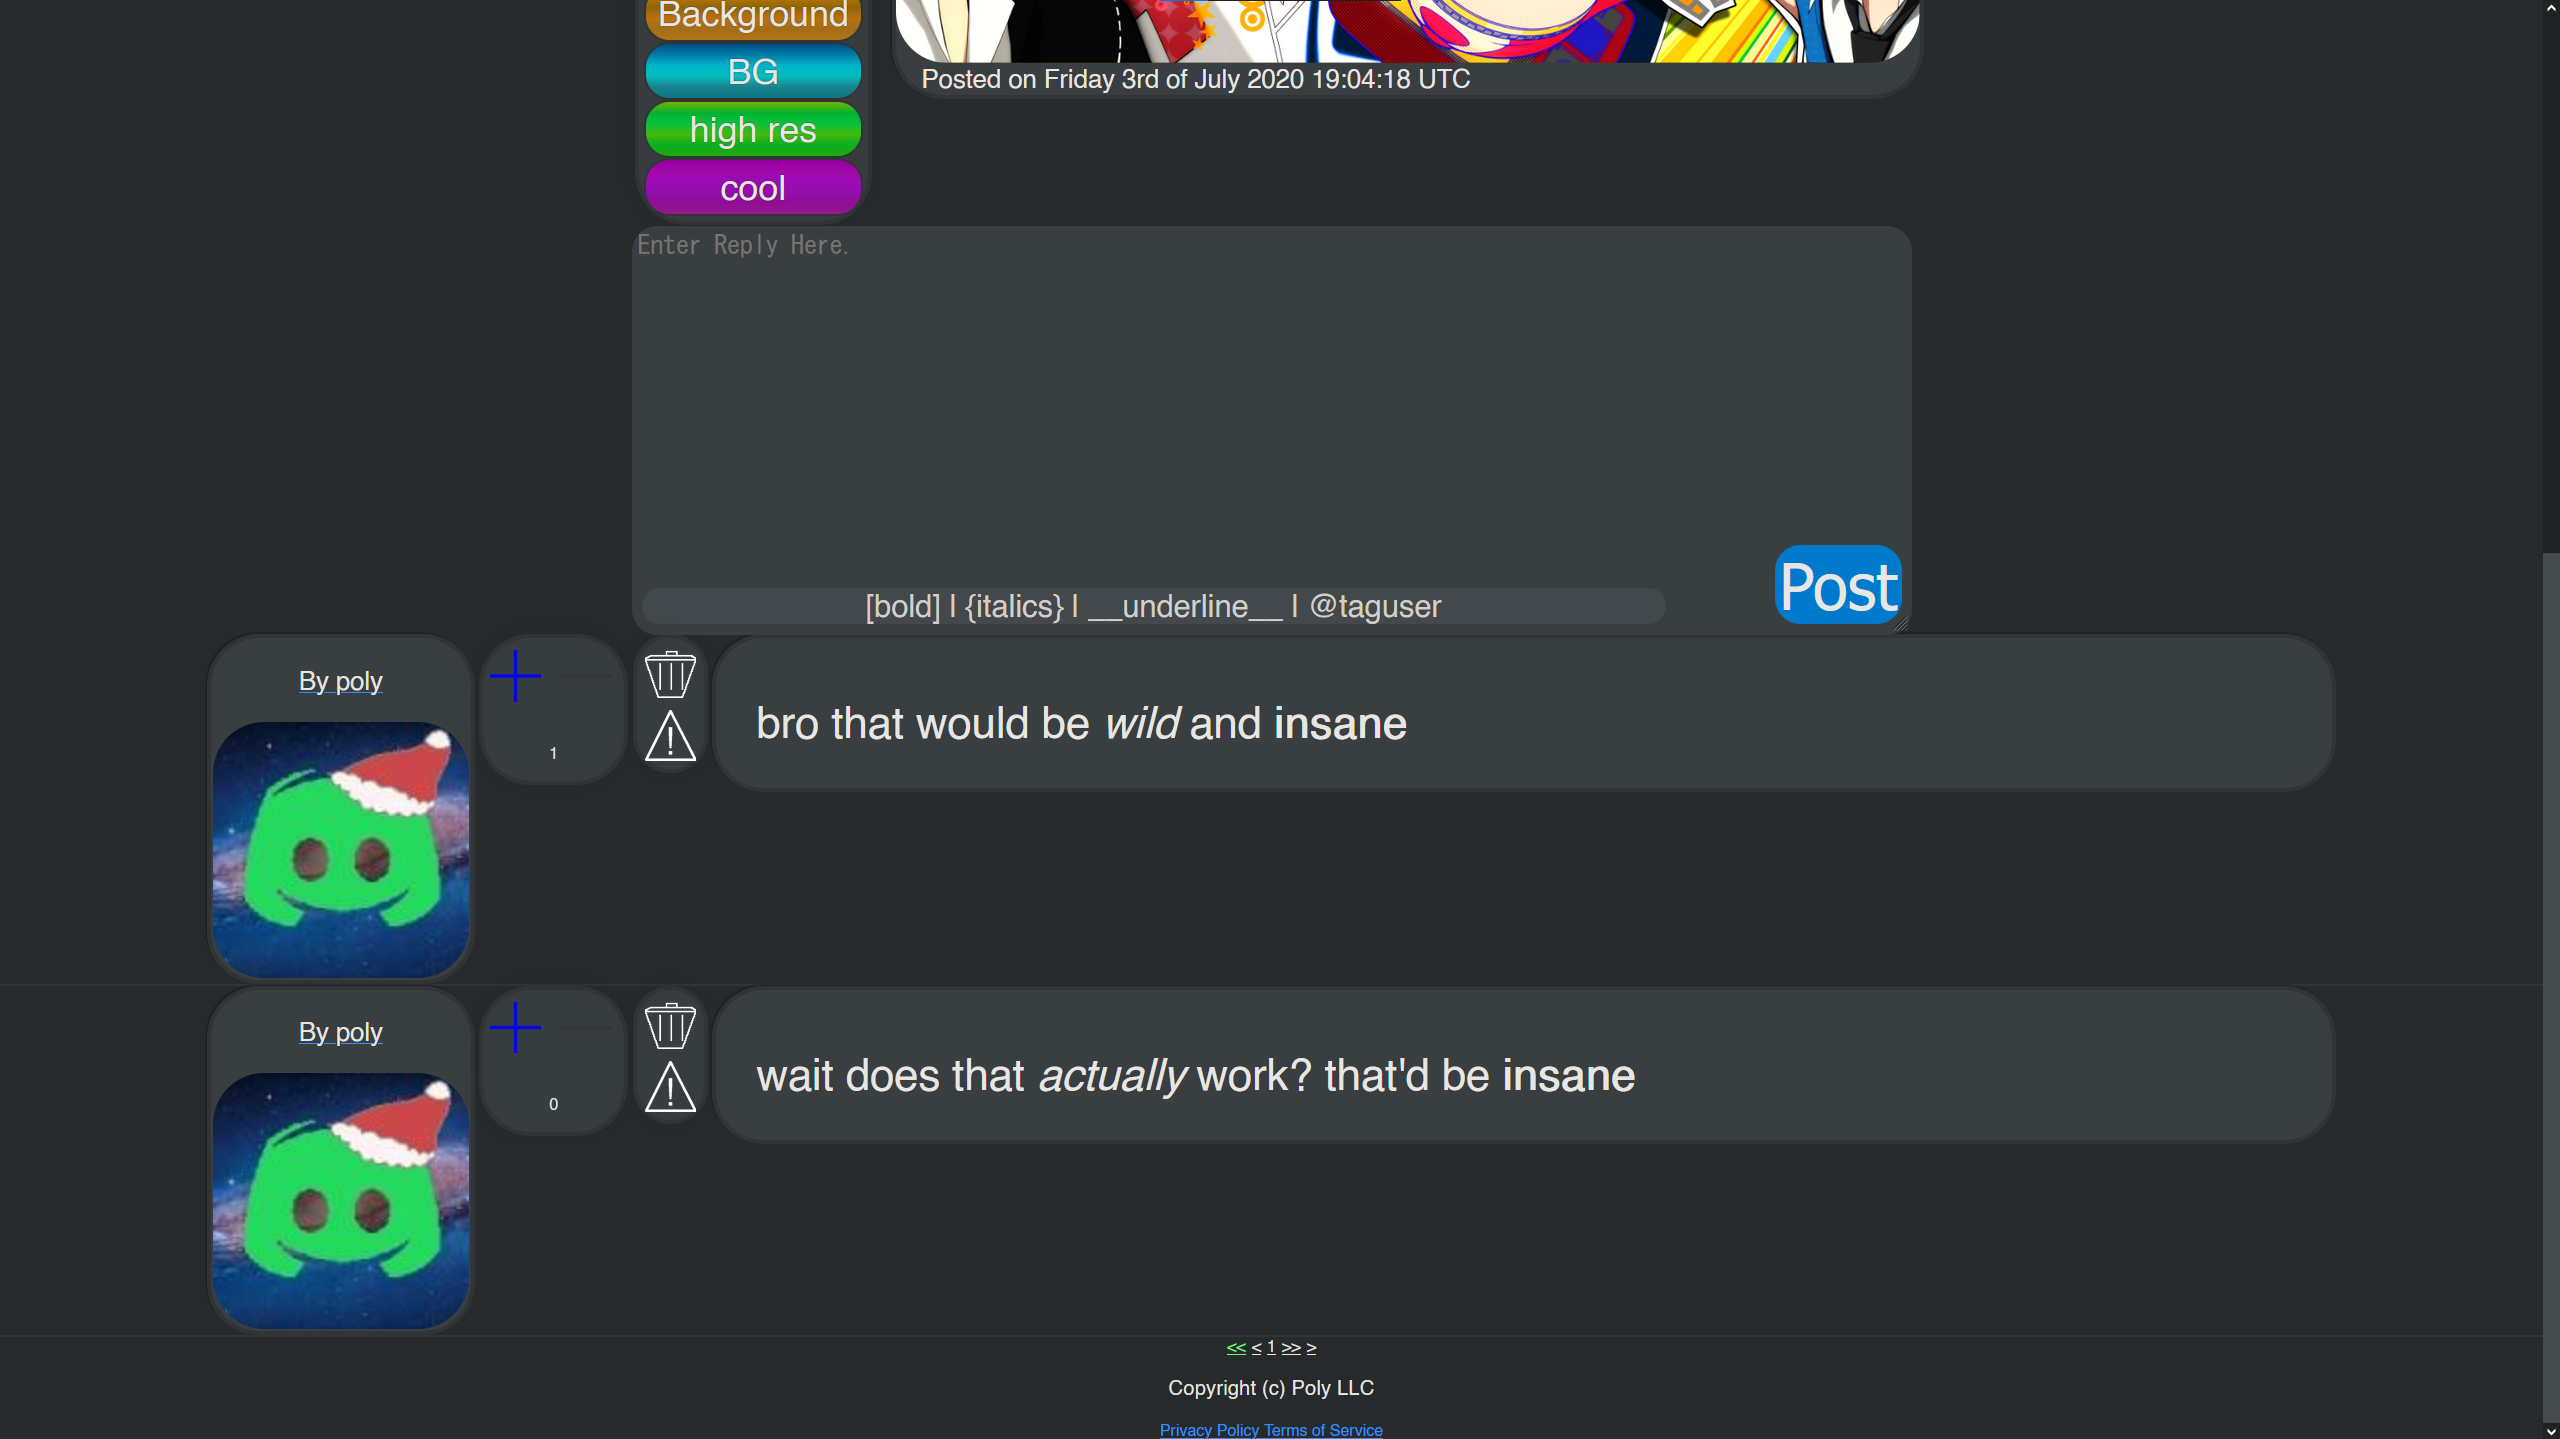 Background
BG
high res
cool
Posted on Friday 3rd of July 2020 19:04:18 UTC
Enter Reply Here.
[bold] | {italics} | __underline__ | @taguser
Post
By poly
1
bro that would be wild and insane
By poly
0
wait does that actually work? that'd be insane
<< < 1 >> >
Copyright (c) Poly LLC
Privacy Policy Terms of Service